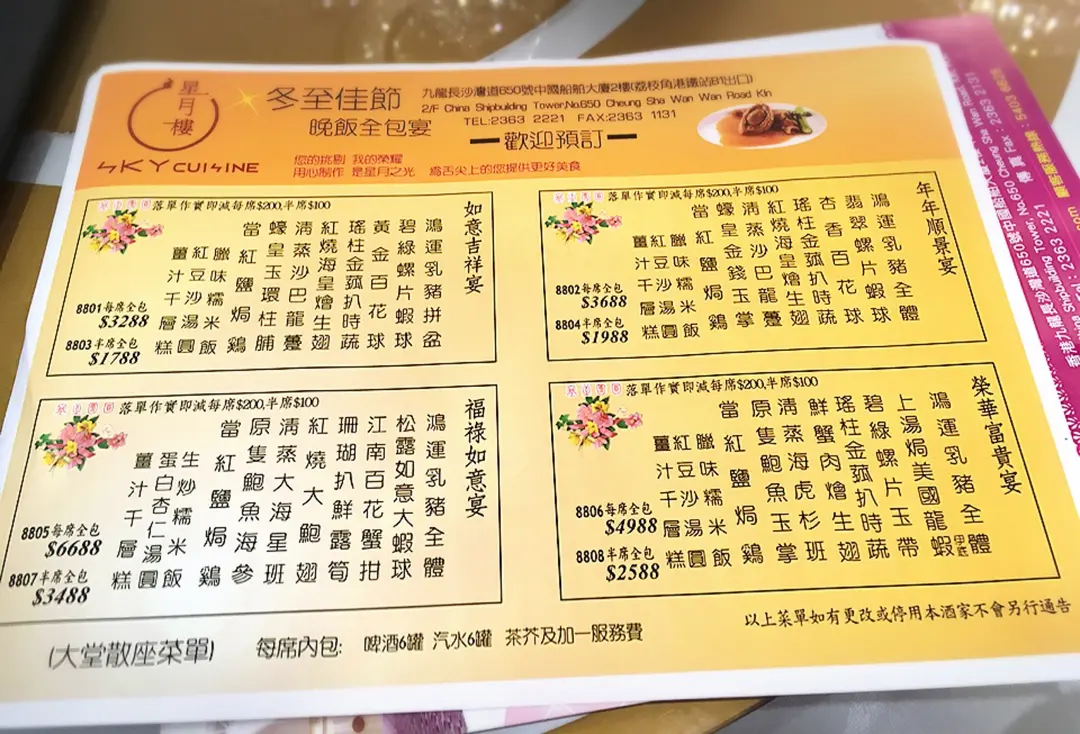 星月樓
SKY CUISINE
冬至佳節
晚飯全包宴
九龍長沙灣道650號中國船舶大廈2樓(荔枝角港鐵站B1出口)
2/F China Shipbuilding Tower,No.650 Cheung Sha Wan Wan Road Kln
TEL:2363 2221 FAX:2363 1131
歡迎預訂
您的挑剔 我的榮耀
用心制作 是星月之光 為舌尖上的您提供更好美食
落單作實即減每席$200,半席$100
如意吉祥宴
鴻運乳豬拼盆
碧綠螺片蝦球
黃金百花球
瑤柱金菰扒時蔬
紅燒海皇燴生翅
淸蒸沙巴龍躉
蠔皇玉環柱脯
當紅鹽焗鷄
臘味糯米飯
紅豆沙湯圓
薑汁千層糕
8801每席全包
$3288
8803半席全包
$1788
落單作實即減每席$200,半席$100
年年順景宴
鴻運乳豬全體
翡翠螺片蝦球
杏香百花球
瑤柱金菰扒時蔬
紅燒海皇燴生翅
淸蒸沙巴龍躉
蠔皇金錢玉掌
當紅鹽焗鷄
臘味糯米飯
紅豆沙湯圓
薑汁千層糕
8802每席全包
$3688
8804半席全包
$1988
落單作實即減每席$200,半席$100
福祿如意宴
鴻運乳豬全體
松露如意大蝦球
江南百花蟹拑
珊瑚扒鮮露筍
紅燒大鮑翅
淸蒸大海星班
原隻鮑魚海參
當紅鹽焗鷄
生炒糯米飯
蛋白杏仁湯圓
薑汁千層糕
8805每席全包
$6688
8807半席全包
$3488
落單作實即減每席$200,半席$100
榮華富貴宴
鴻運乳豬全體
上湯焗美國龍蝦伊底
碧綠螺片玉帶
瑤柱金菰扒時蔬
鮮蟹肉燴生翅
淸蒸海虎杉班
原隻鮑魚玉掌
當紅鹽焗鷄
臘味糯米飯
紅豆沙湯圓
薑汁千層糕
8806每席全包
$4988
8808半席全包
$2588
以上菜單如有更改或停用本酒家不會另行通告
(大堂散座菜單)
每席內包: 啤酒6罐 汽水6罐 茶芥及加一服務費